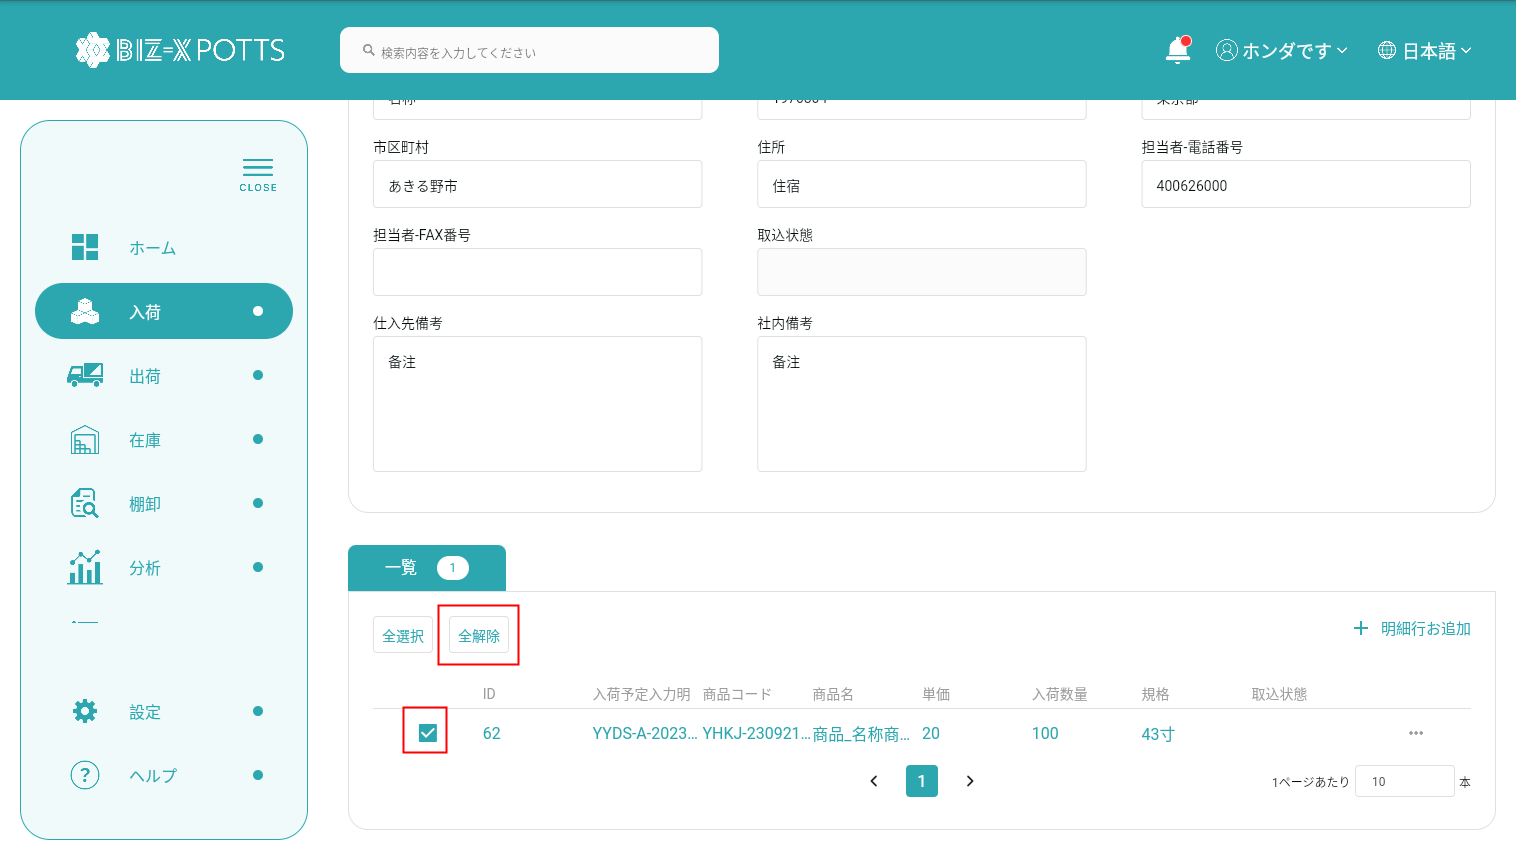 BIZ=X POTTS
検索内容を入力してください
ホンダです
日本語
CLOSE
ホーム
入荷
出荷
在庫
棚卸
分析
設定
? ヘルプ
市区町村
住所
担当者-電話番号
あきる野市
住宿
400626000
担当者-FAX番号
取込状態
仕入先備考
社内備考
备注
备注
一覧 1
全選択
全解除
明細行お追加
ID 入荷予定入力明 商品コード 商品名 単価 入荷数量 規格 取込状態
62 YYDS-A-2023... YHKJ-230921... 商品_名称商... 20 100 43寸
1
1ページあたり 10 本